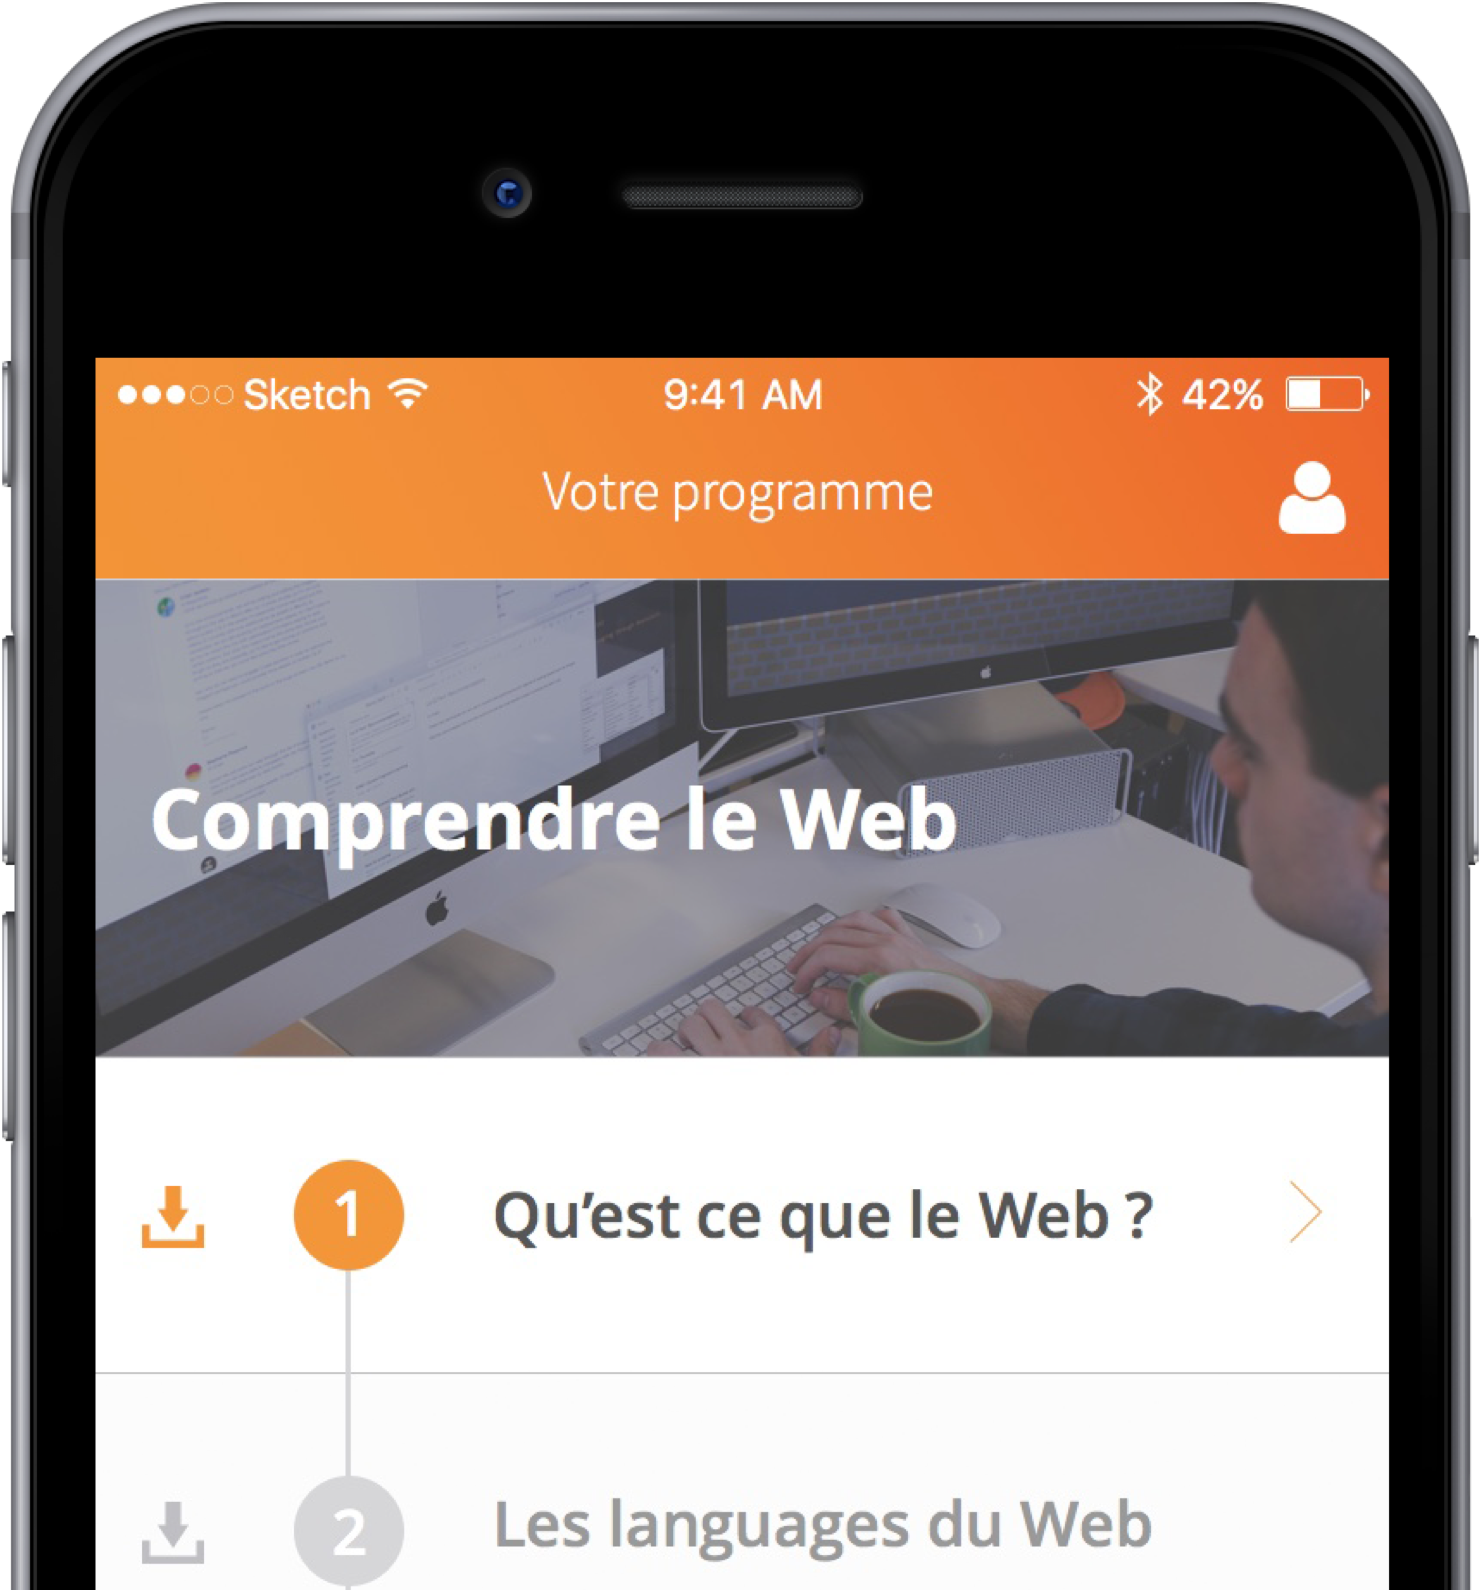 Sketch 9:41 AM 42%
Votre programme
Comprendre le Web
1 Qu’est ce que le Web ?
2 Les languages du Web